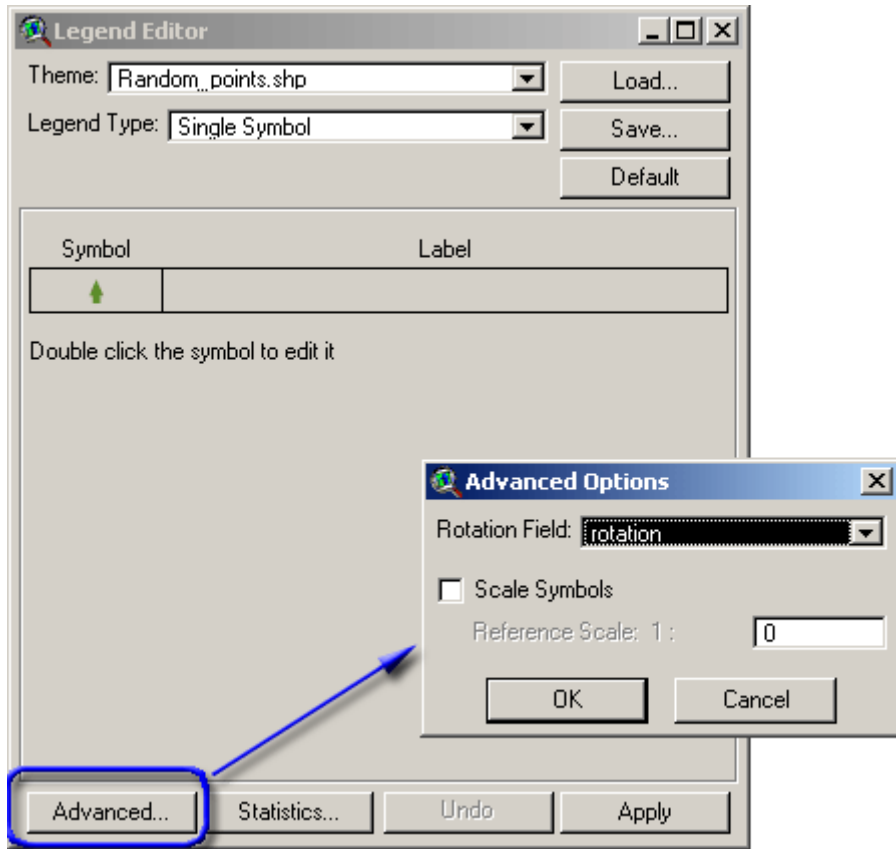 Legend Editor
Theme: Random_points.shp
Load...
Legend Type: Single Symbol
Save...
Default
Symbol Label
Double click the symbol to edit it
Advanced Options
Rotation Field: rotation
Scale Symbols
Reference Scale: 1 : 0
OK Cancel
Advanced... Statistics... Undo Apply